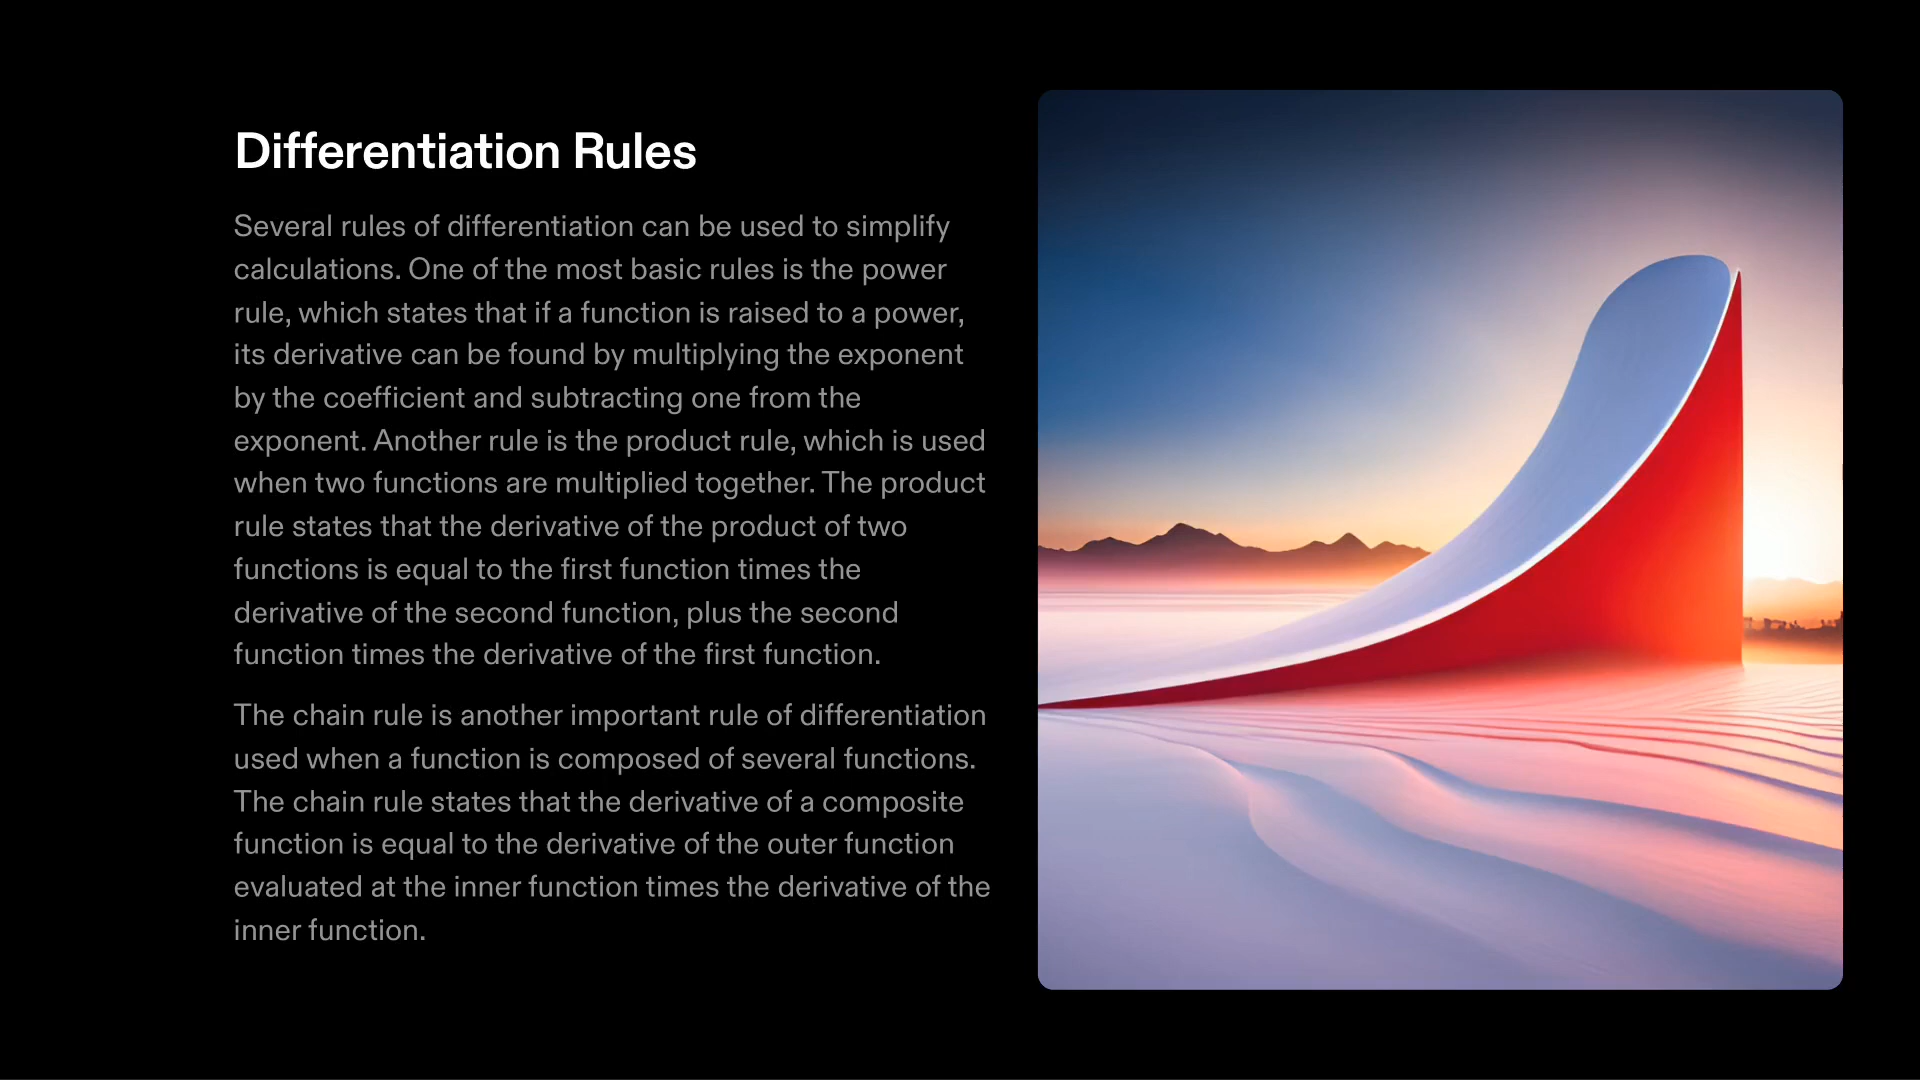 Differentiation Rules
Several rules of differentiation can be used to simplify
calculations. One of the most basic rules is the power
rule, which states that if a function is raised to a power,
its derivative can be found by multiplying the exponent
by the coefficient and subtracting one from the
exponent. Another rule is the product rule, which is used
when two functions are multiplied together. The product
rule states that the derivative of the product of two
functions is equal to the first function times the
derivative of the second function, plus the second
function times the derivative of the first function.
The chain rule is another important rule of differentiation
used when a function is composed of several functions.
The chain rule states that the derivative of a composite
function is equal to the derivative of the outer function
evaluated at the inner function times the derivative of the
inner function.